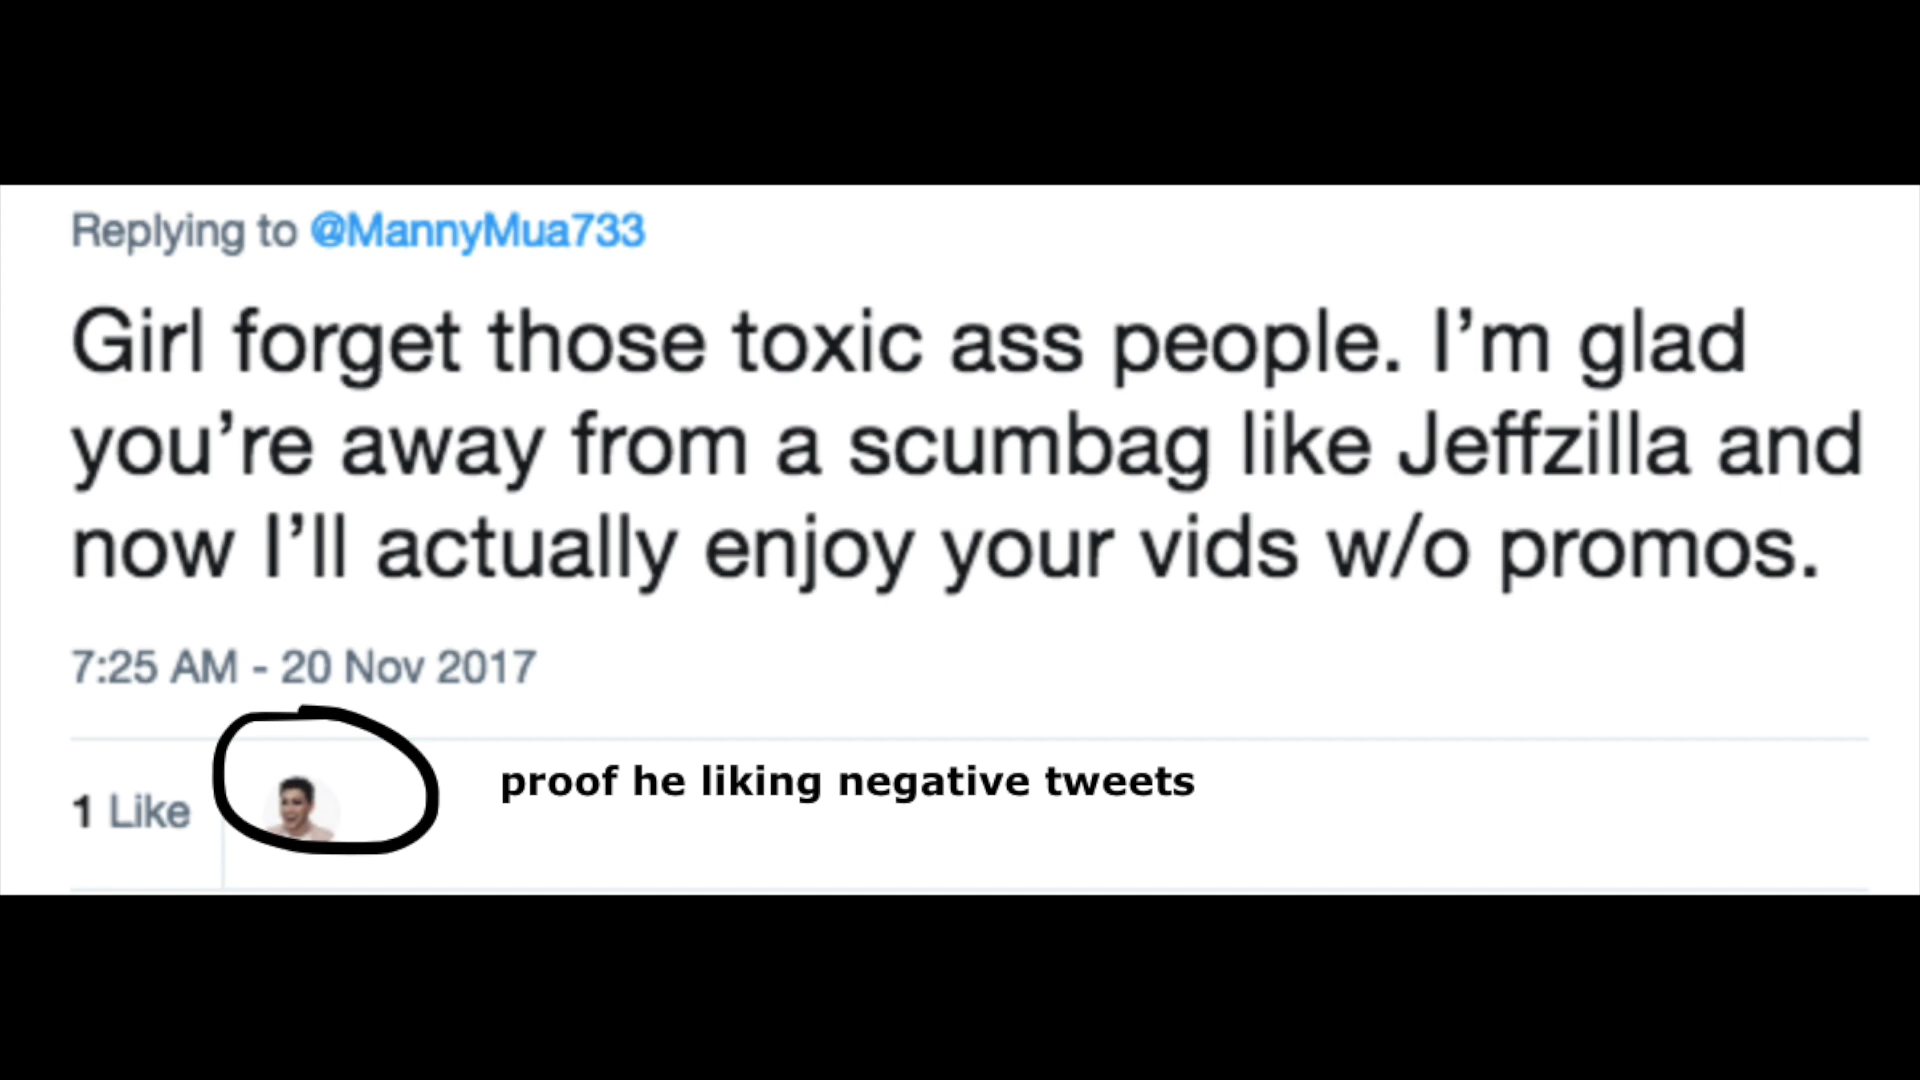 Replying to @MannyMua733
Girl forget those toxic ass people. I’m glad
you’re away from a scumbag like Jeffzilla and
now I’ll actually enjoy your vids w/o promos.
7:25 AM - 20 Nov 2017
1 Like
proof he liking negative tweets